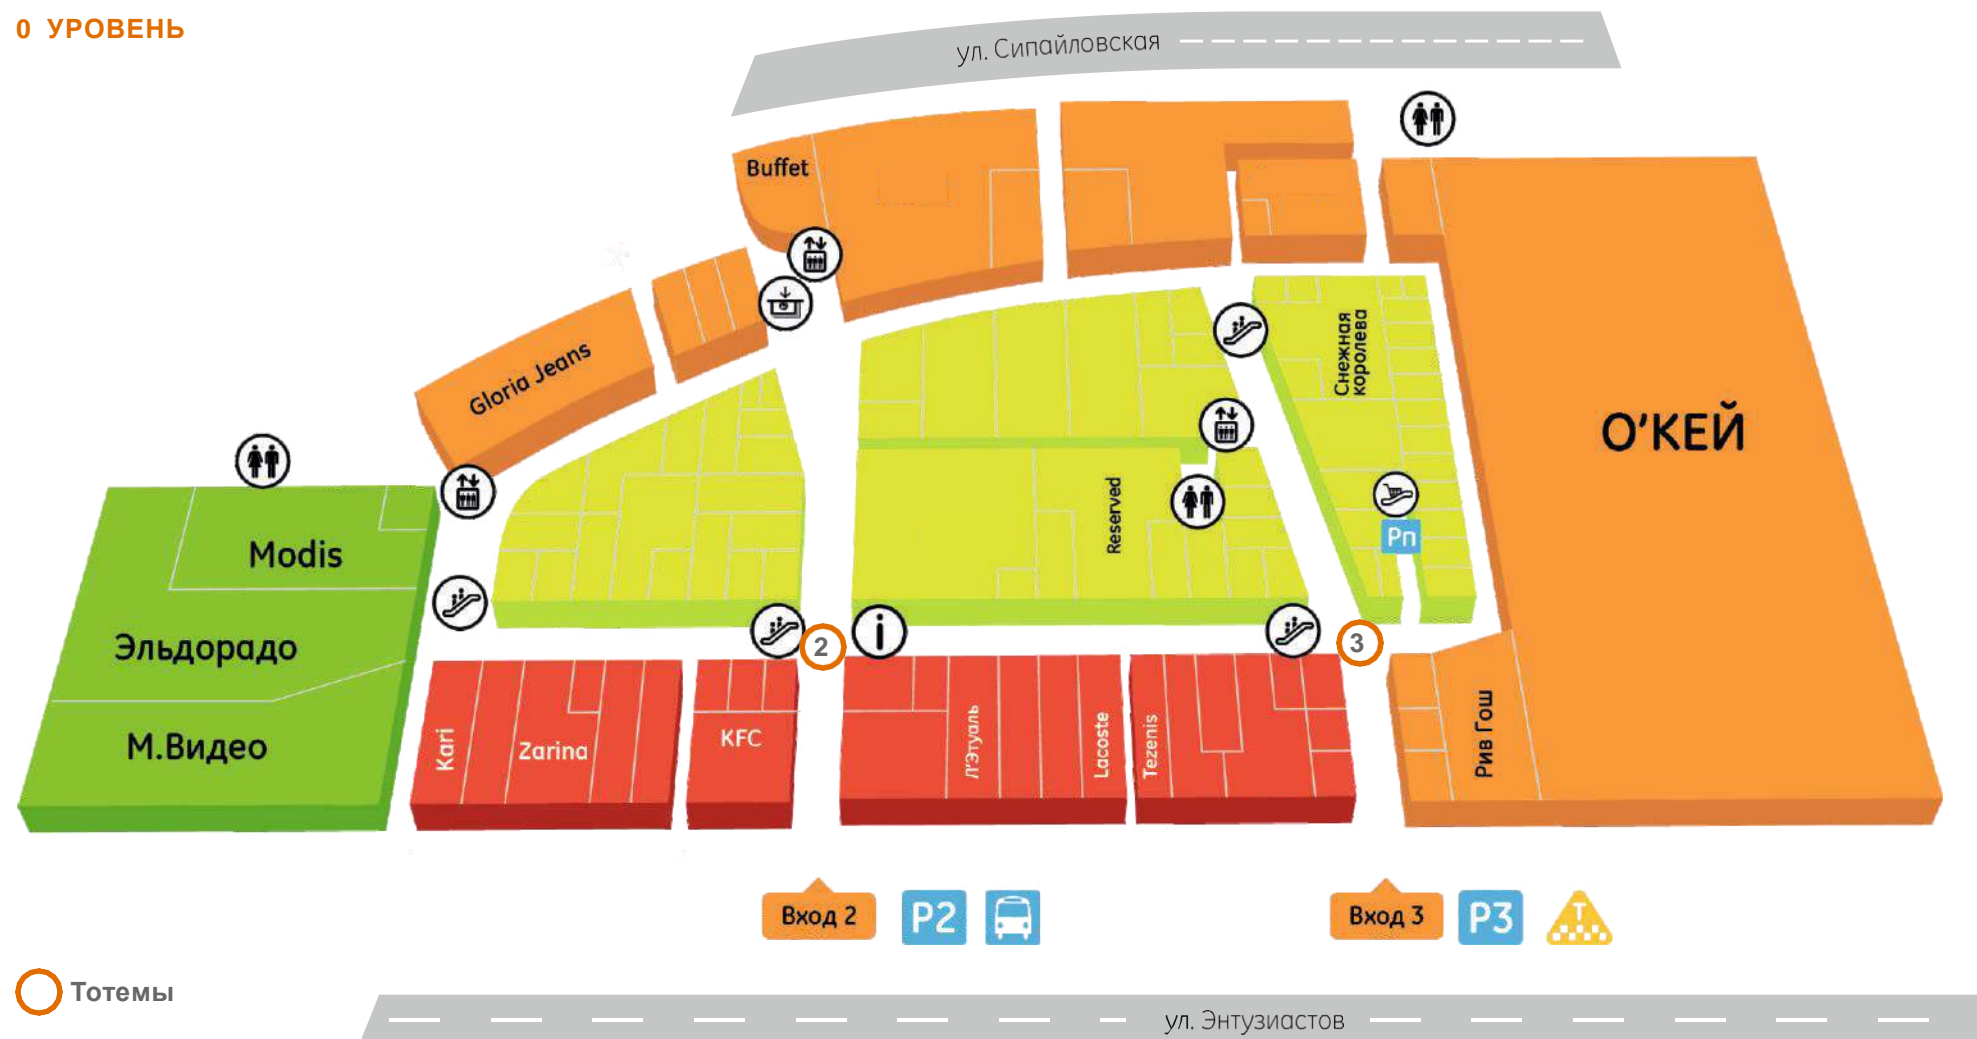 0 УРОВЕНЬ
ул. Сипайловская
Buffet
Gloria Jeans
Снежная
королева
О'КЕЙ
Modis
Reserved
Pп
Эльдорадо
i
2
3
М.Видео
Kari
Zarina
KFC
Л'Этуаль
Lacoste
Tezenis
Рив Гош
Вход 2
P2
Вход 3
P3
T
Тотемы
ул. Энтузиастов